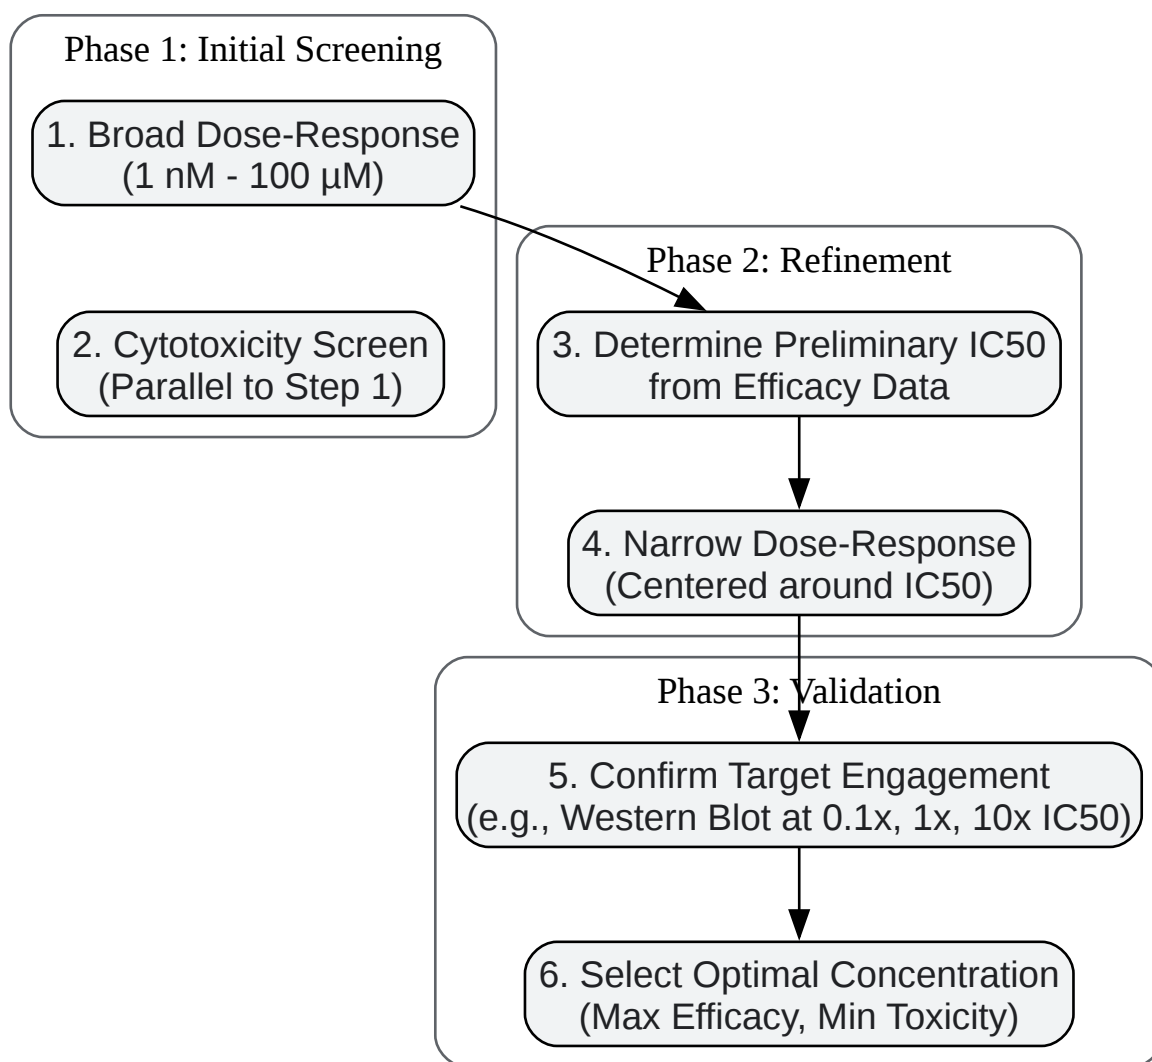 Phase 1: Initial Screening
1. Broad Dose-Response
(1 nM - 100 µM)
2. Cytotoxicity Screen
(Parallel to Step 1)
Phase 2: Refinement
3. Determine Preliminary IC50
from Efficacy Data
4. Narrow Dose-Response
(Centered around IC50)
Phase 3: Validation
5. Confirm Target Engagement
(e.g., Western Blot at 0.1x, 1x, 10x IC50)
6. Select Optimal Concentration
(Max Efficacy, Min Toxicity)